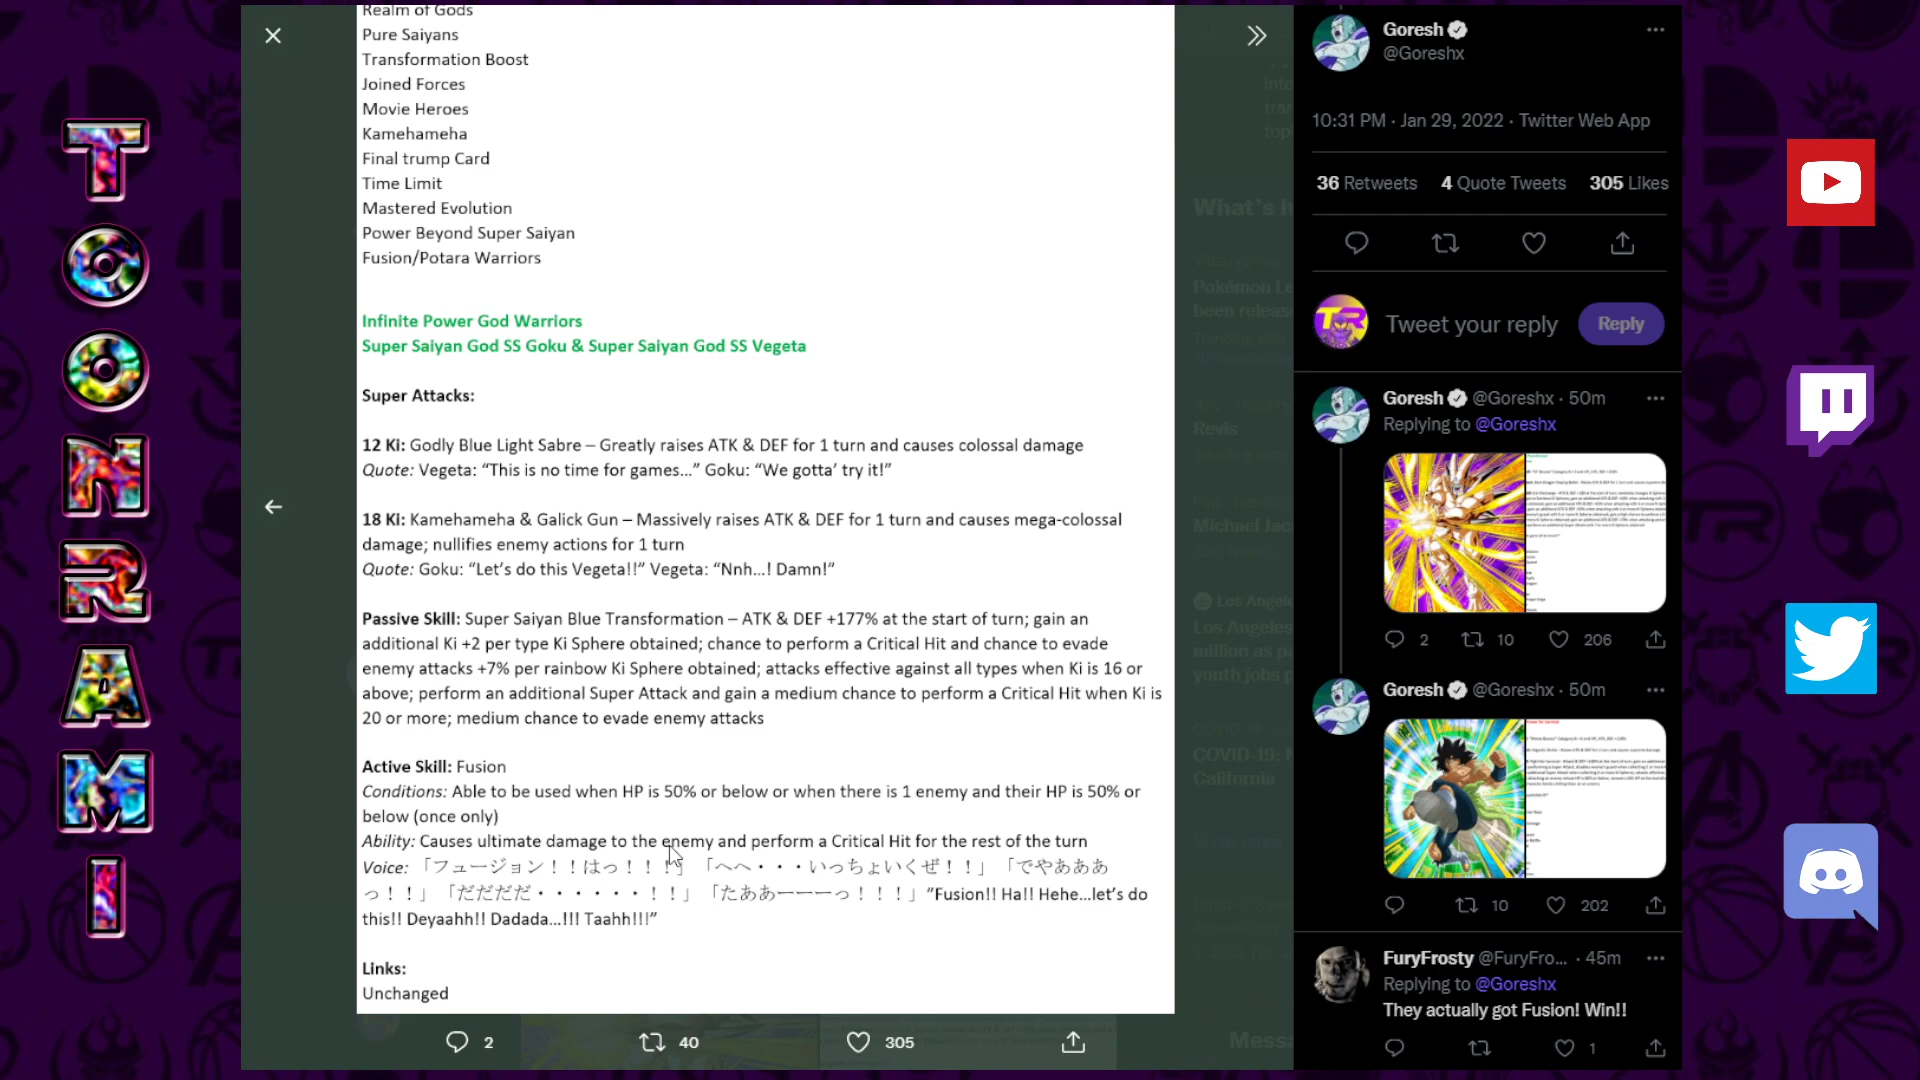 TOONRAMI
Realm of Gods
Pure Saiyans
Transformation Boost
Joined Forces
Movie Heroes
Kamehameha
Final trump Card
Time Limit
Mastered Evolution
Power Beyond Super Saiyan
Fusion/Potara Warriors
Infinite Power God Warriors
Super Saiyan God SS Goku & Super Saiyan God SS Vegeta
Super Attacks:
12 Ki: Godly Blue Light Sabre – Greatly raises ATK & DEF for 1 turn and causes colossal damage
Quote: Vegeta: “This is no time for games…” Goku: “We gotta’ try it!”
18 Ki: Kamehameha & Galick Gun – Massively raises ATK & DEF for 1 turn and causes mega-colossal
damage; nullifies enemy actions for 1 turn
Quote: Goku: “Let’s do this Vegeta!!” Vegeta: “Nnh…! Damn!”
Passive Skill: Super Saiyan Blue Transformation – ATK & DEF +177% at the start of turn; gain an
additional Ki +2 per type Ki Sphere obtained; chance to perform a Critical Hit and chance to evade
enemy attacks +7% per rainbow Ki Sphere obtained; attacks effective against all types when Ki is 16 or
above; perform an additional Super Attack and gain a medium chance to perform a Critical Hit when Ki is
20 or more; medium chance to evade enemy attacks
Active Skill: Fusion
Conditions: Able to be used when HP is 50% or below or when there is 1 enemy and their HP is 50% or
below (once only)
Ability: Causes ultimate damage to the enemy and perform a Critical Hit for the rest of the turn
Voice: 「フュージョン！！はっ！！！」「へへ・・・いっちょいくぜ！！」「でやあああ
っ！！」「だだだだ・・・・・・！！」「たああーーーっ！！！」“Fusion!! Ha!! Hehe…let’s do
this!! Deyaahh!! Dadada…!!! Taahh!!!”
Links:
Unchanged
2 40 305
Goresh
@Goreshx
10:31 PM · Jan 29, 2022 · Twitter Web App
36 Retweets 4 Quote Tweets 305 Likes
TR
Tweet your reply Reply
Goresh @Goreshx · 50m
Replying to @Goreshx
2 10 206
Goresh @Goreshx · 50m
10 202
FuryFrosty @FuryFro... · 45m
Replying to @Goreshx
They actually got Fusion! Win!!
1